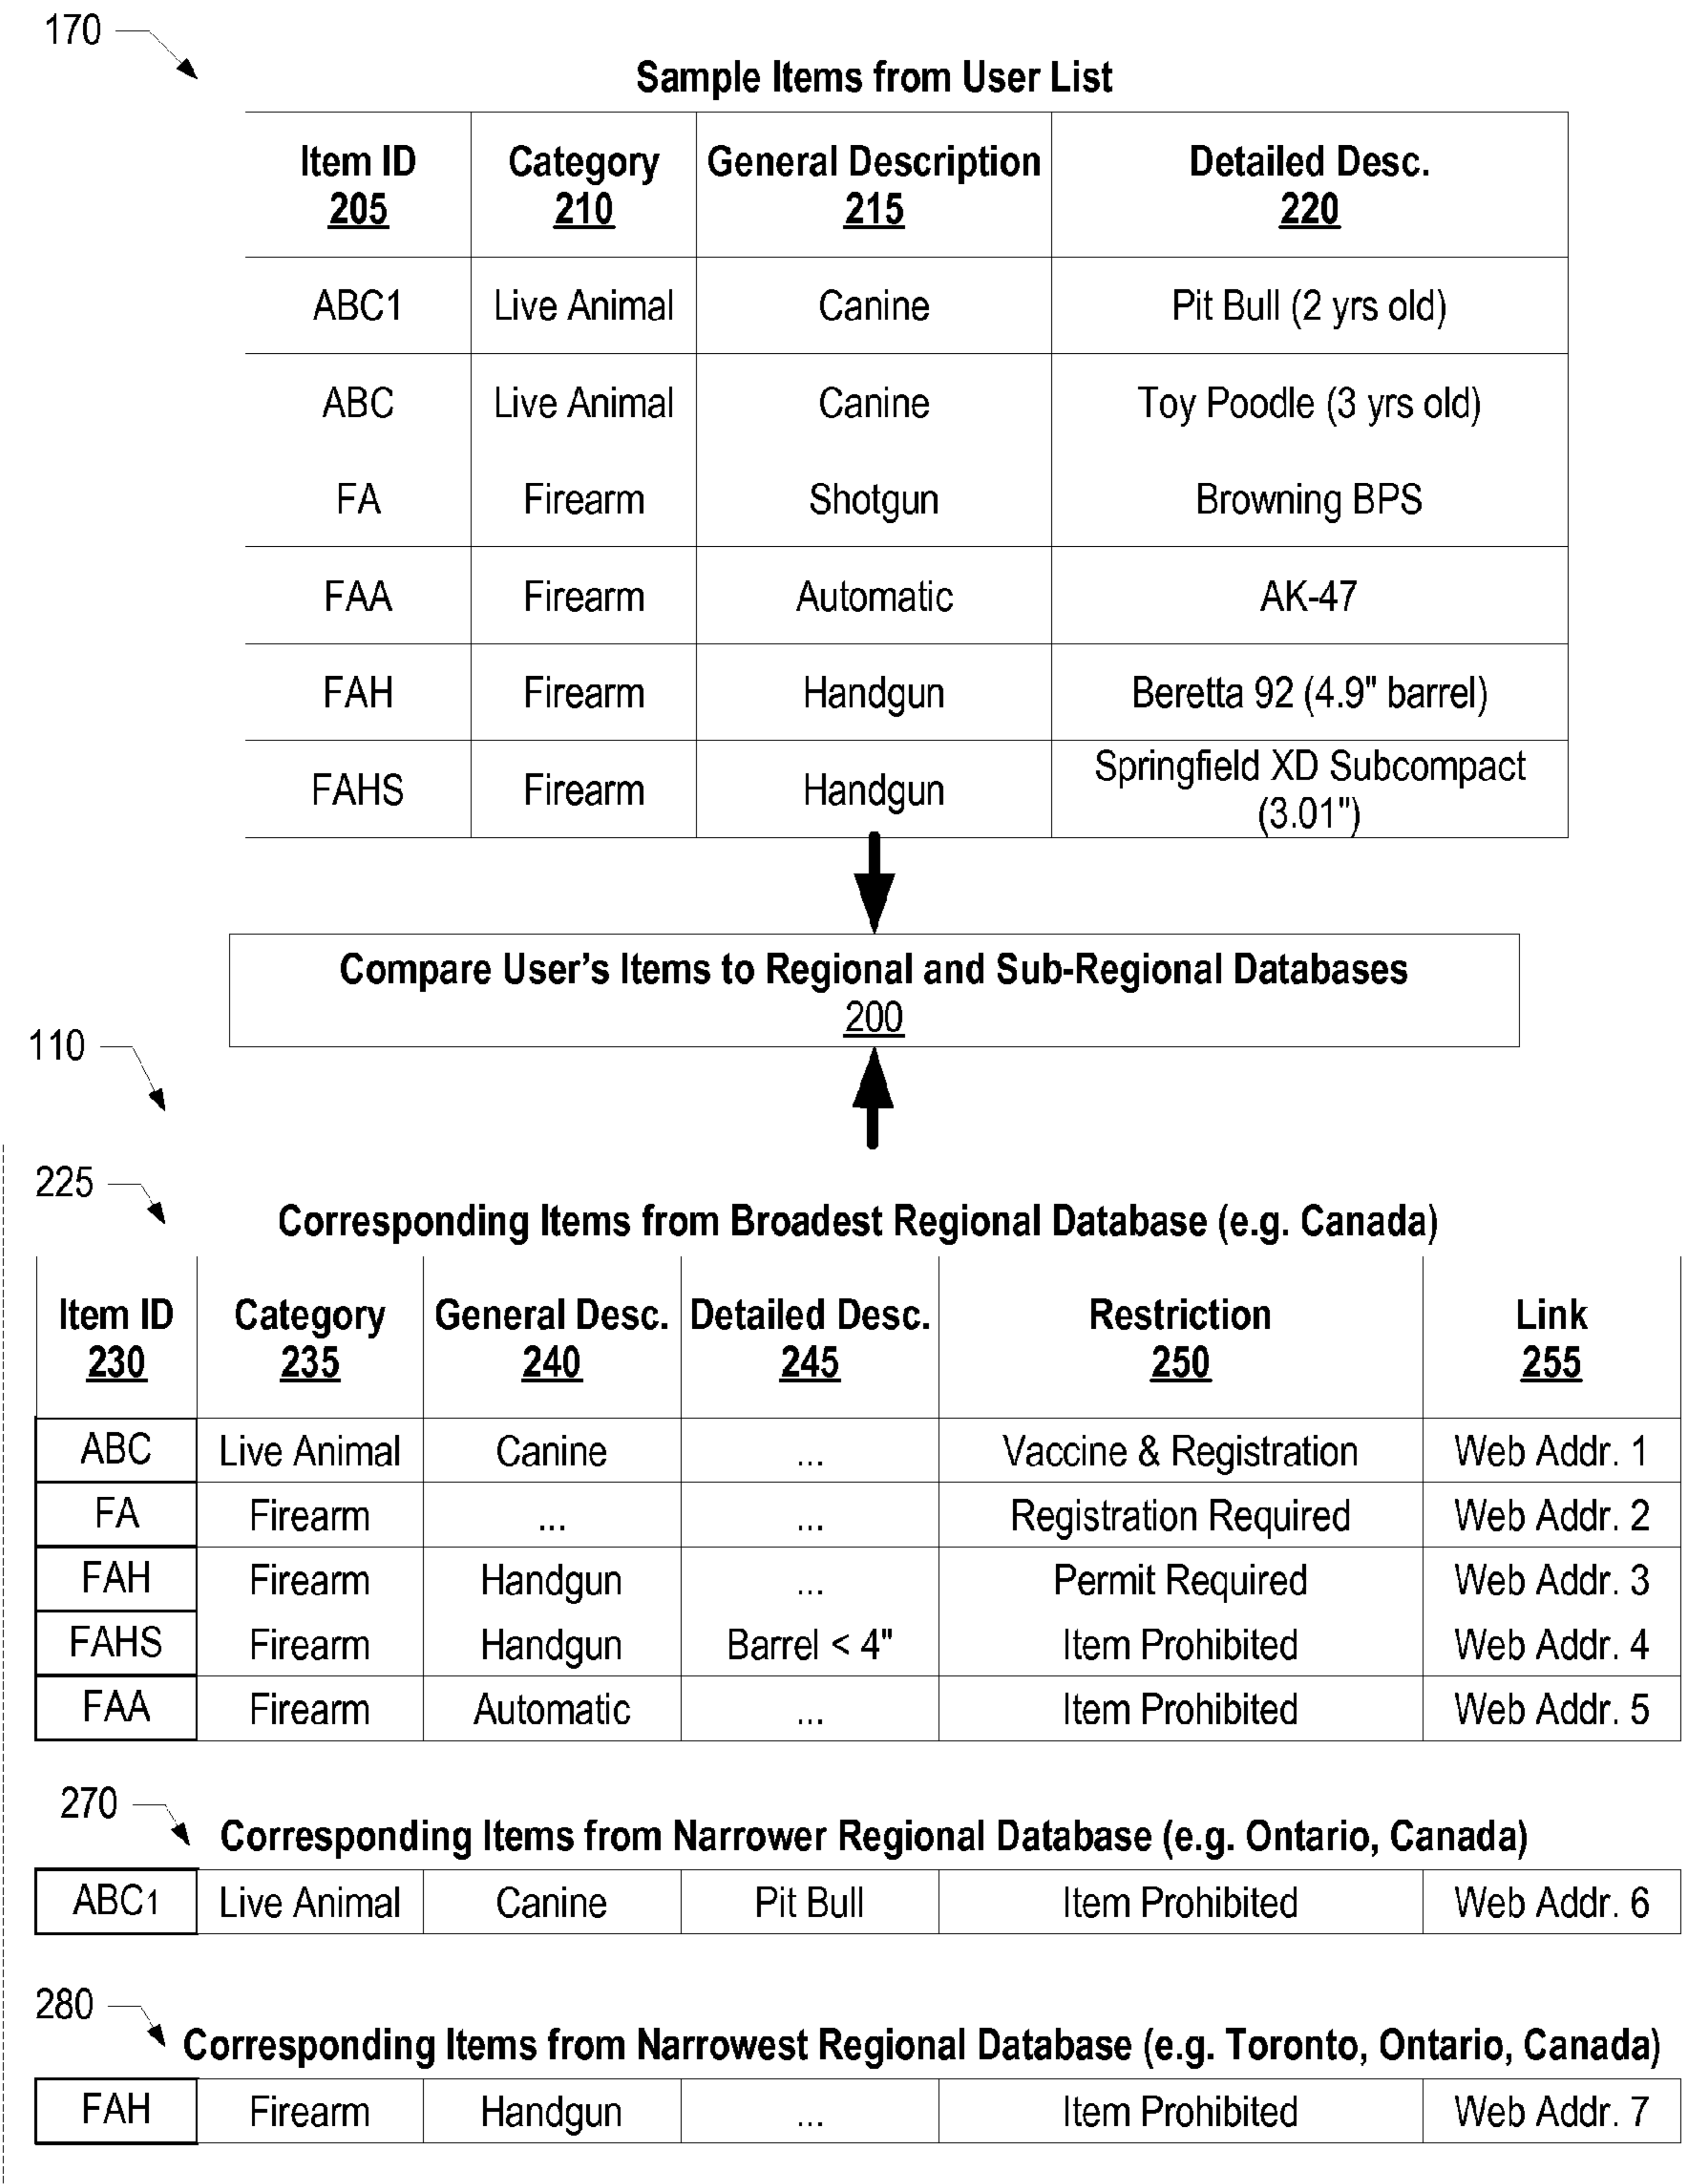 170
Sample Items from User List
Item ID Category General Description Detailed Desc.
205 210 215 220
ABC1 Live Animal Canine Pit Bull (2 yrs old)
ABC Live Animal Canine Toy Poodle (3 yrs old)
FA Firearm Shotgun Browning BPS
FAA Firearm Automatic AK-47
FAH Firearm Handgun Beretta 92 (4.9" barrel)
FAHS Firearm Handgun Springfield XD Subcompact
(3.01")
Compare User's Items to Regional and Sub-Regional Databases
200
110
225
Corresponding Items from Broadest Regional Database (e.g. Canada)
Item ID Category General Desc. Detailed Desc. Restriction Link
230 235 240 245 250 255
ABC Live Animal Canine ... Vaccine & Registration Web Addr. 1
FA Firearm ... ... Registration Required Web Addr. 2
FAH Firearm Handgun ... Permit Required Web Addr. 3
FAHS Firearm Handgun Barrel < 4" Item Prohibited Web Addr. 4
FAA Firearm Automatic ... Item Prohibited Web Addr. 5
270
Corresponding Items from Narrower Regional Database (e.g. Ontario, Canada)
ABC1 Live Animal Canine Pit Bull Item Prohibited Web Addr. 6
280
Corresponding Items from Narrowest Regional Database (e.g. Toronto, Ontario, Canada)
FAH Firearm Handgun ... Item Prohibited Web Addr. 7